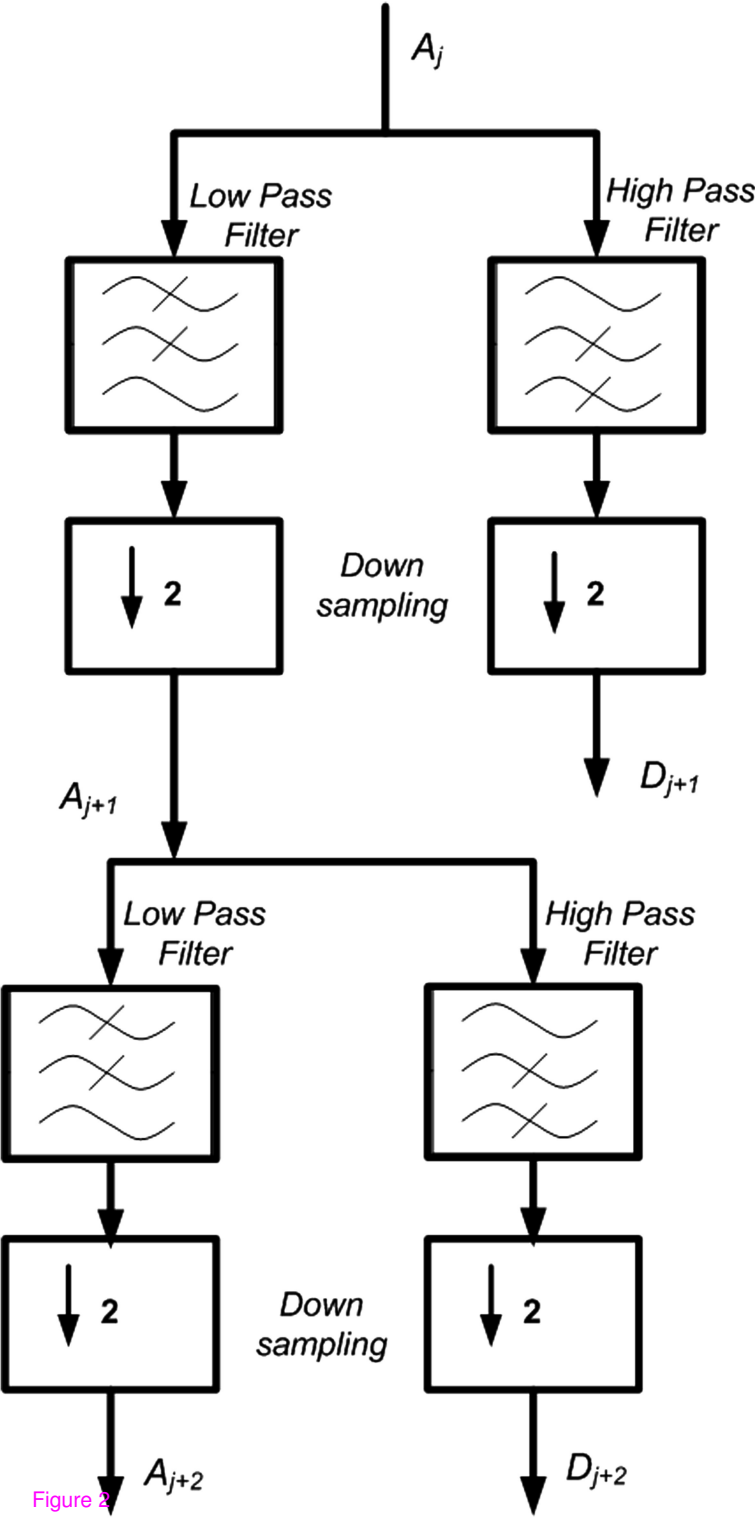 Aj
Low Pass
Filter
High Pass
Filter
2
Down
sampling
2
Aj+1
Dj+1
Low Pass
Filter
High Pass
Filter
2
Down
sampling
2
Aj+2
Dj+2
Figure 2